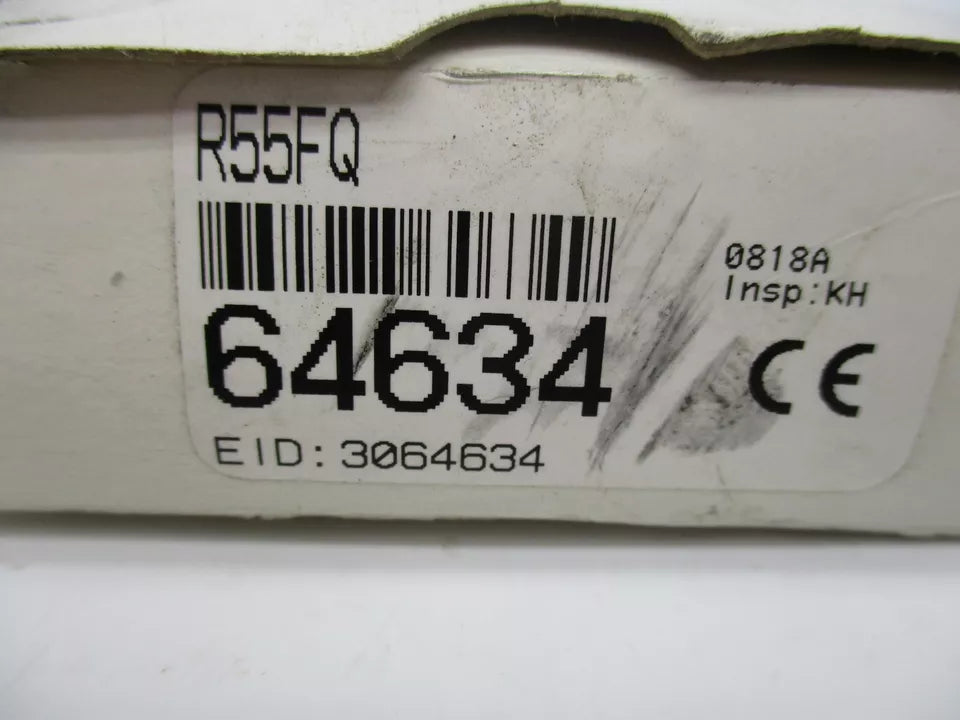 R55FQ
64634
EID: 3064634
0818A
Insp:KH
CE